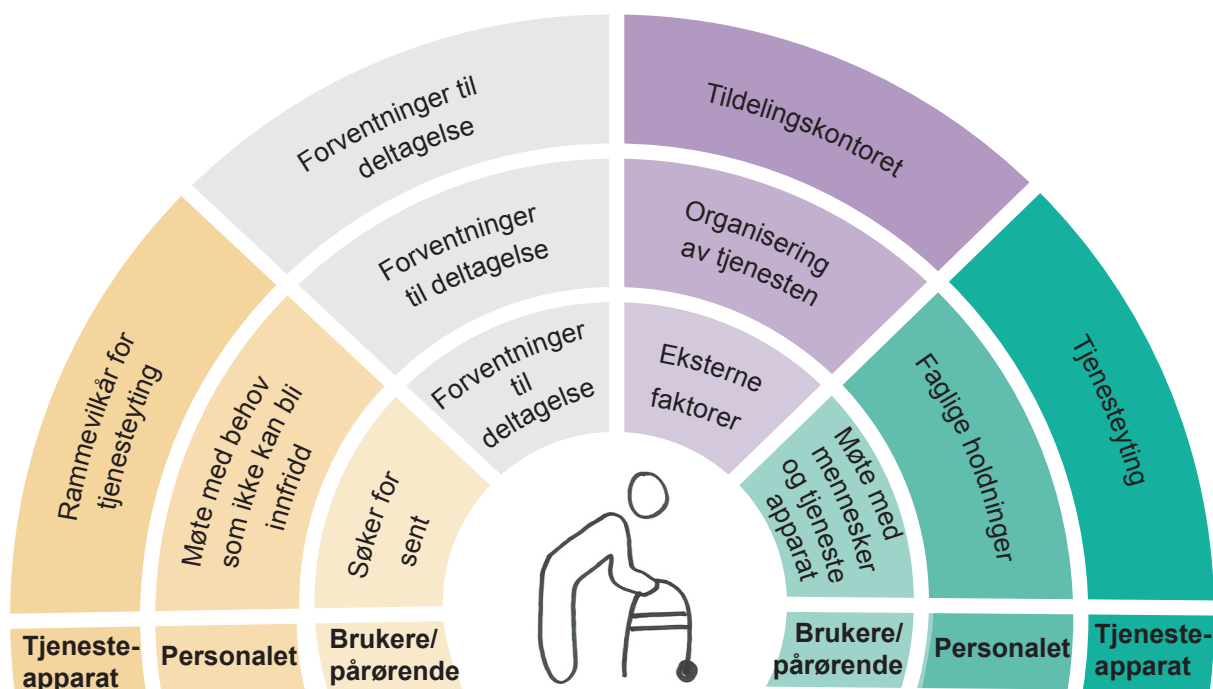 Forventninger til
deltagelse
Tildelingskontoret
Forventninger
til deltagelse
Organisering
av tjenesten
Forventninger
til
deltagelse
Eksterne
faktorer
Rammevilkår for
tjenesteyting
Møte med behov
som ikke kan bli
innfridd
Søker for
sent
Møte med
mennesker
og tjeneste
apparat
Faglige holdninger
Tjenesteyting
Tjeneste-
apparat
Personalet
Brukere/
pårørende
Brukere/
pårørende
Personalet
Tjeneste-
apparat